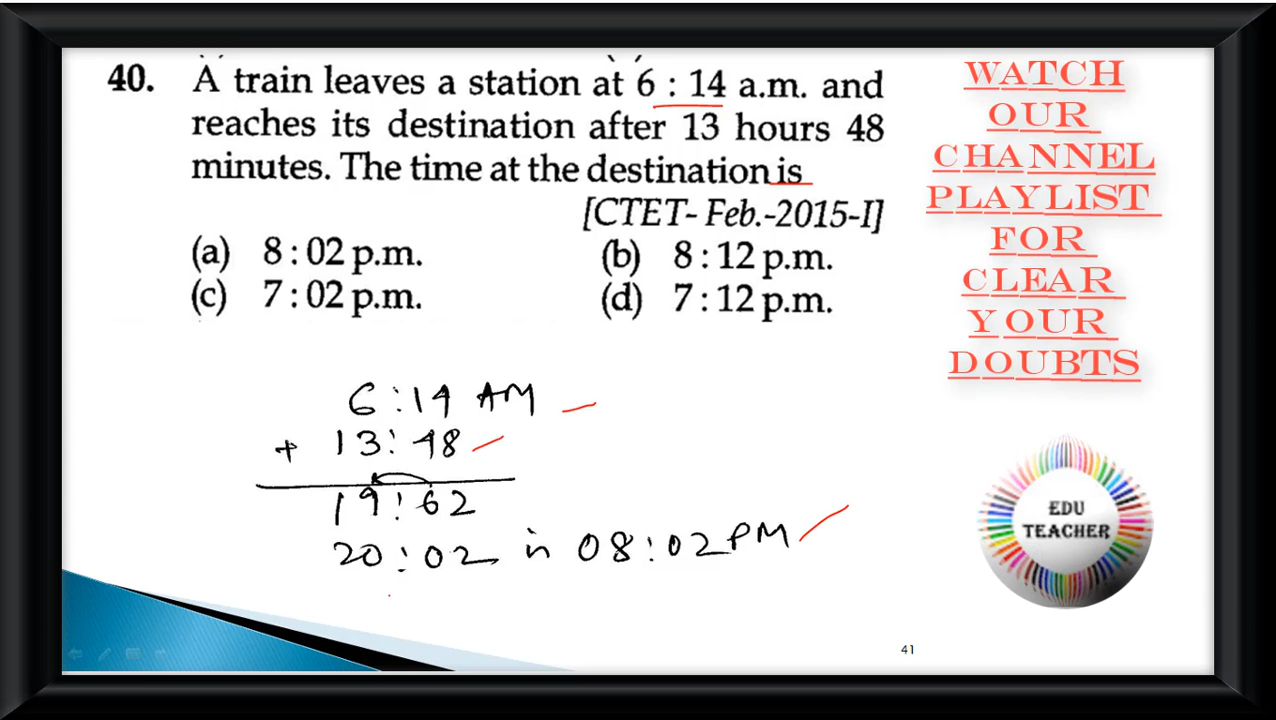 40. A train leaves a station at 6 : 14 a.m. and
reaches its destination after 13 hours 48
minutes. The time at the destination is
[CTET- Feb.-2015-I]
(a) 8 : 02 p.m. (b) 8 : 12 p.m.
(c) 7 : 02 p.m. (d) 7 : 12 p.m.
6:14 AM
+ 13:48
19:62
20:02 in 08:02 PM
WATCH
OUR
CHANNEL
PLAYLIST
FOR
CLEAR
YOUR
DOUBTS
EDU
TEACHER
41